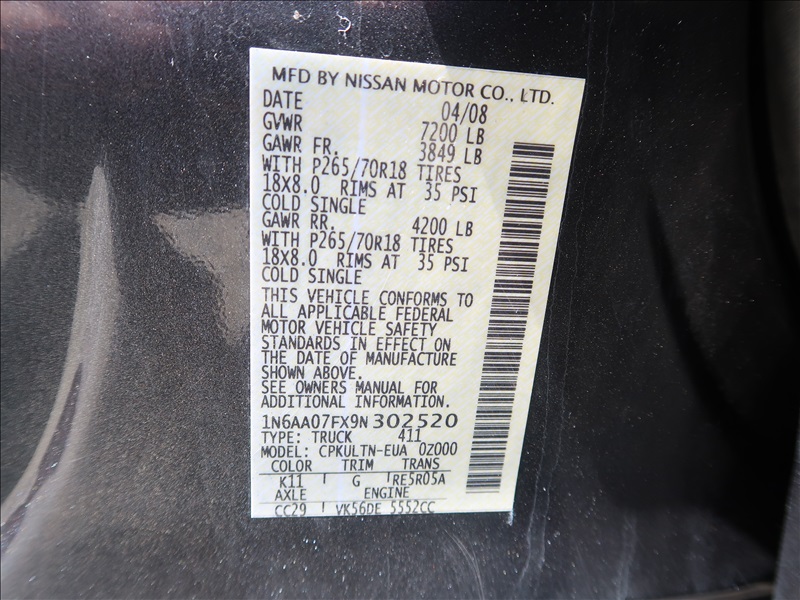 MFD BY NISSAN MOTOR CO., LTD.
DATE 04/08
GVWR 7200 LB
GAWR FR. 3849 LB
WITH P265/70R18 TIRES
18X8.0 RIMS AT 35 PSI
COLD SINGLE
GAWR RR. 4200 LB
WITH P265/70R18 TIRES
18X8.0 RIMS AT 35 PSI
COLD SINGLE
THIS VEHICLE CONFORMS TO
ALL APPLICABLE FEDERAL
MOTOR VEHICLE SAFETY
STANDARDS IN EFFECT ON
THE DATE OF MANUFACTURE
SHOWN ABOVE.
SEE OWNERS MANUAL FOR
ADDITIONAL INFORMATION.
1N6AA07FX9N302520
TYPE: TRUCK 411
MODEL: CPKULTN-EUA 0Z000
COLOR TRIM TRANS
K11 G RE5R05A
AXLE ENGINE
CC29 VK56DE 5552CC